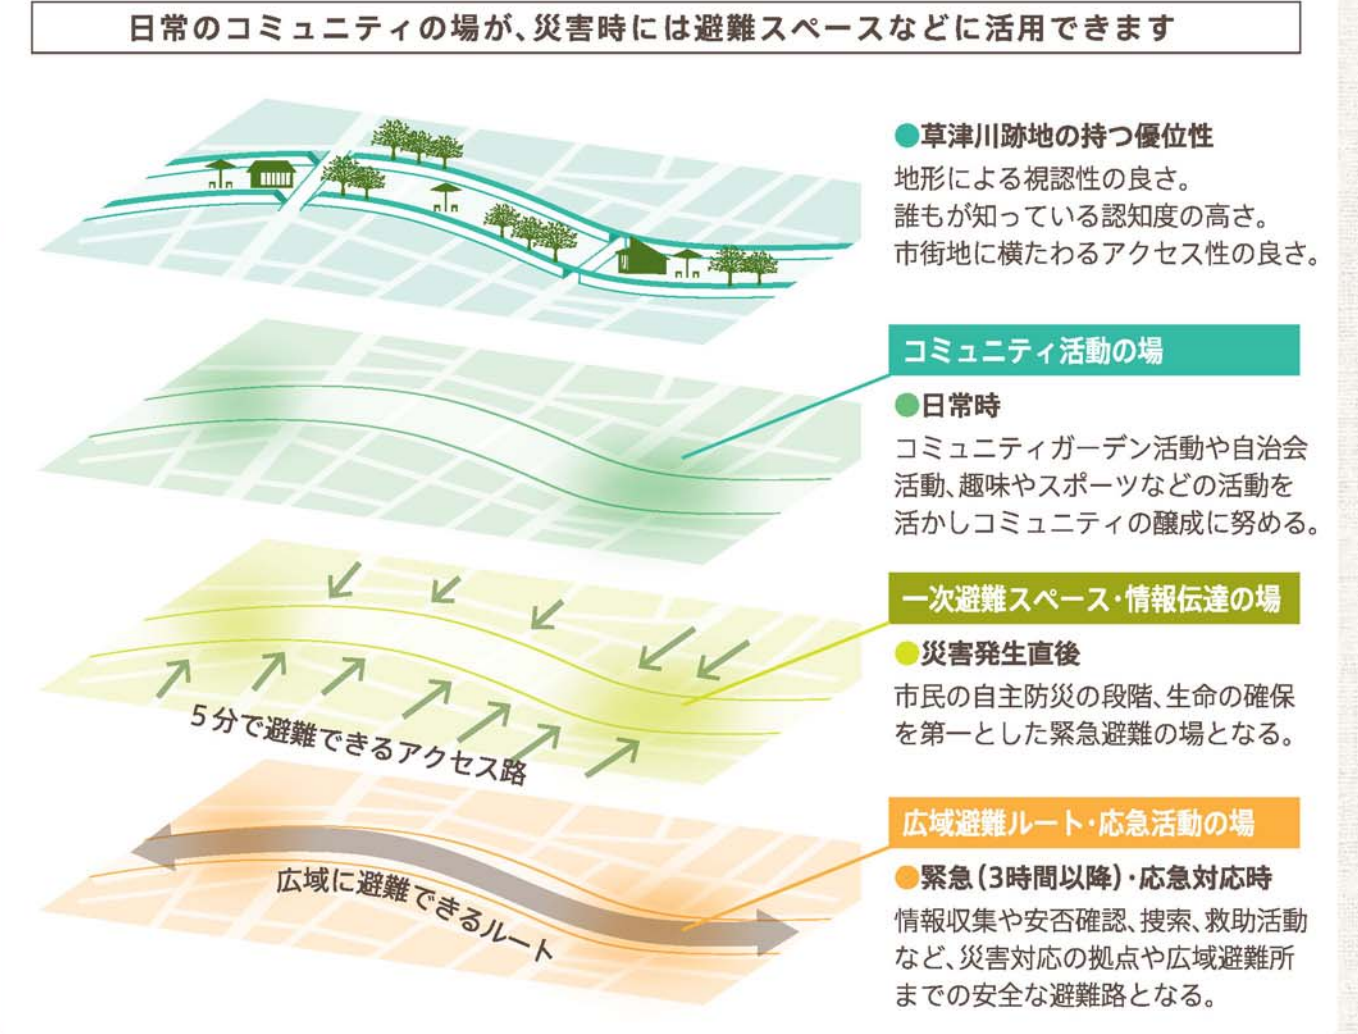 日常のコミュニティの場が、災害時には避難スペースなどに活用できます
●草津川跡地の持つ優位性
地形による視認性の良さ。
誰もが知っている認知度の高さ。
市街地に横たわるアクセス性の良さ。
コミュニティ活動の場
●日常時
コミュニティガーデン活動や自治会
活動、趣味やスポーツなどの活動を
活かしコミュニティの醸成に努める。
一次避難スペース・情報伝達の場
●災害発生直後
市民の自主防災の段階、生命の確保
を第一とした緊急避難の場となる。
5分で避難できるアクセス路
広域避難ルート・応急活動の場
●緊急(3時間以降)・応急対応時
情報収集や安否確認、捜索、救助活動
など、災害対応の拠点や広域避難所
までの安全な避難路となる。
広域に避難できるルート